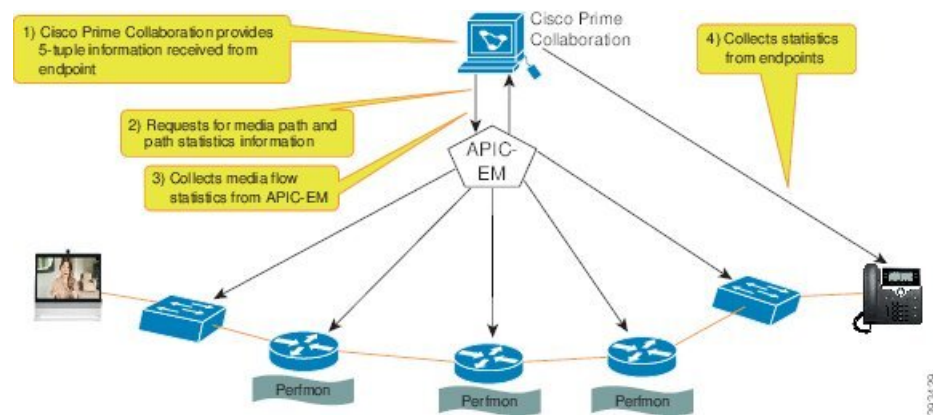 1) Cisco Prime Collaboration provides
5-tuple information received from
endpoint
Cisco Prime
Collaboration
4) Collects statistics
from endpoints
2) Requests for media path and
path statistics information
APIC-
EM
3) Collects media flow
statistics from APIC-EM
Perfmon
Perfmon
Perfmon